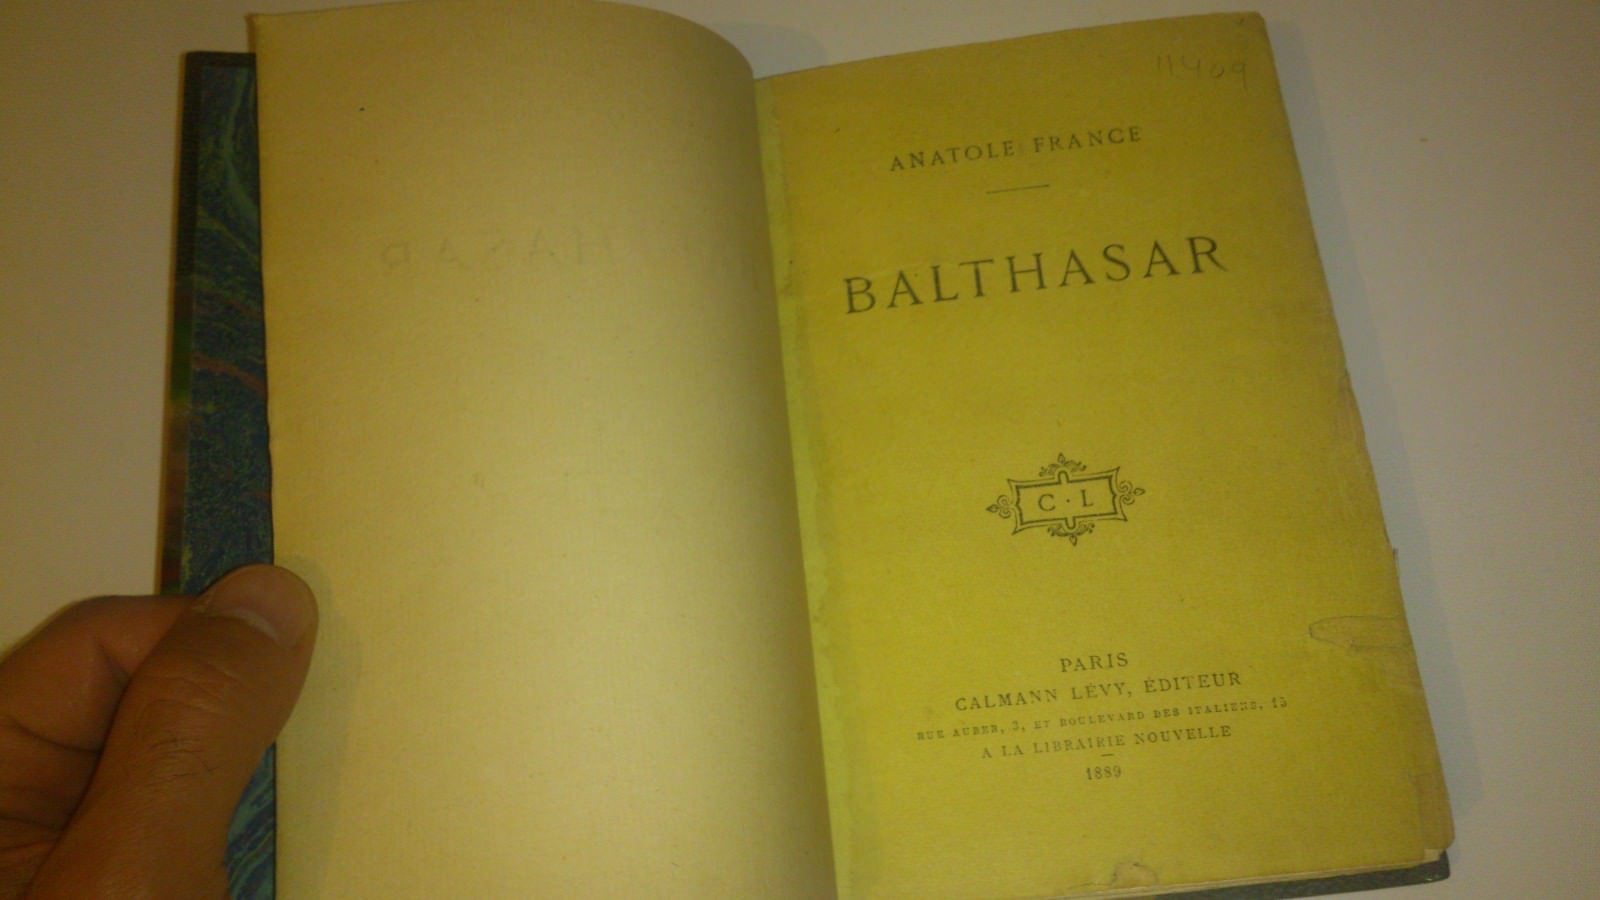 11409
ANATOLE FRANCE
BALTHASAR
C · L
PARIS
CALMANN LÉVY, ÉDITEUR
RUE AUBER, 3, ET BOULEVARD DES ITALIENS, 15
A LA LIBRAIRIE NOUVELLE
1889